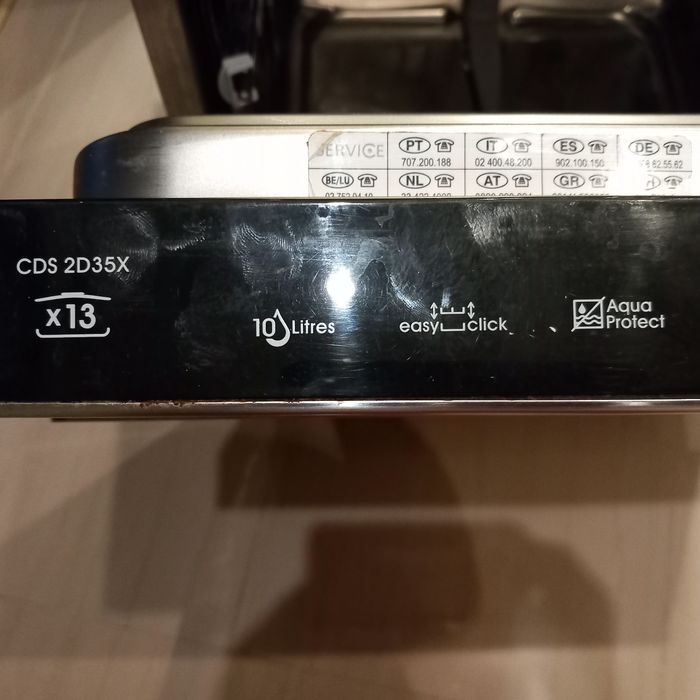 SERVICE PT IT ES DE
707.200.188 02 400.48.200 902.100.150
BE/LU NL AT GR
CDS 2D35X
x13
10 Litres
easy click
Aqua
Protect